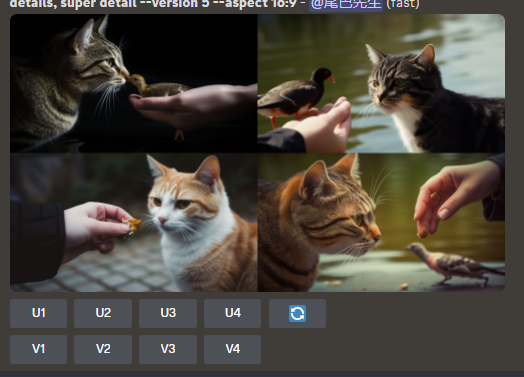 details, super detail --version 5 --aspect 16:9 - @尾巴先生 (fast)
U1 U2 U3 U4
V1 V2 V3 V4